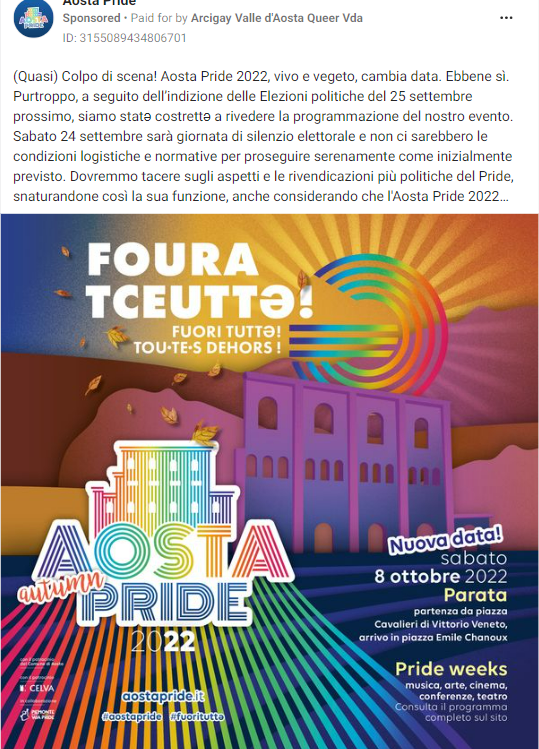 Aosta Pride
Sponsored • Paid for by Arcigay Valle d'Aosta Queer Vda
ID: 3155089434806701
(Quasi) Colpo di scena! Aosta Pride 2022, vivo e vegeto, cambia data. Ebbene sì.
Purtroppo, a seguito dell'indizione delle Elezioni politiche del 25 settembre
prossimo, siamo statə costrettə a rivedere la programmazione del nostro evento.
Sabato 24 settembre sarà giornata di silenzio elettorale e non ci sarebbero le
condizioni logistiche e normative per proseguire serenamente come inizialmente
previsto. Dovremmo tacere sugli aspetti e le rivendicazioni più politiche del Pride,
snaturandone così la sua funzione, anche considerando che l'Aosta Pride 2022...
FOURA
TCEUTTƏ!
FUORI TUTTƏ!
TOU·TE·S DEHORS !
AOSTA
autumn
PRIDE
2022
Nuova data!
sabato
8 ottobre 2022
Parata
partenza da piazza
Cavalieri di Vittorio Veneto,
arrivo in piazza Emile Chanoux
Pride weeks
musica, arte, cinema,
conferenze, teatro
Consulta il programma
completo sul sito
aostapride.it
#aostapride #fuorituttə
CELVA